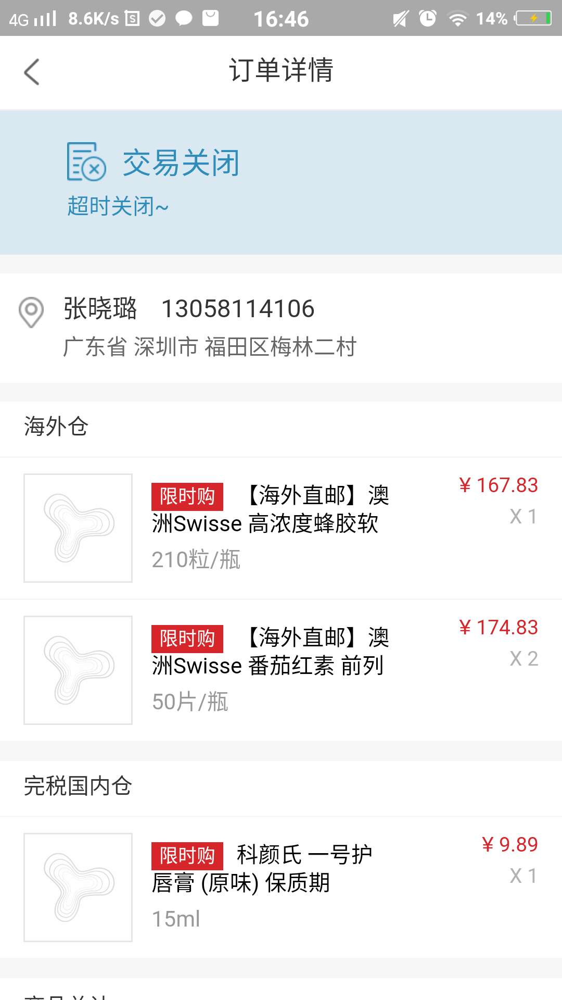 4G 8.6K/s S 16:46 14%
订单详情
交易关闭
超时关闭~
张晓璐 13058114106
广东省 深圳市 福田区梅林二村
海外仓
限时购 【海外直邮】澳 ¥ 167.83
洲Swisse 高浓度蜂胶软 X 1
210粒/瓶
限时购 【海外直邮】澳 ¥ 174.83
洲Swisse 番茄红素 前列 X 2
50片/瓶
完税国内仓
限时购 科颜氏 一号护 ¥ 9.89
唇膏 (原味) 保质期 X 1
15ml